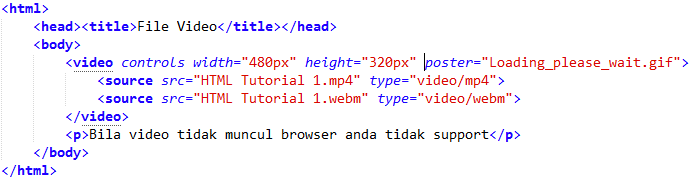 <html>
<head><title>File Video</title></head>
<body>
<video controls width="480px" height="320px" poster="Loading_please_wait.gif">
<source src="HTML Tutorial 1.mp4" type="video/mp4">
<source src="HTML Tutorial 1.webm" type="video/webm">
</video>
<p>Bila video tidak muncul browser anda tidak support</p>
</body>
</html>